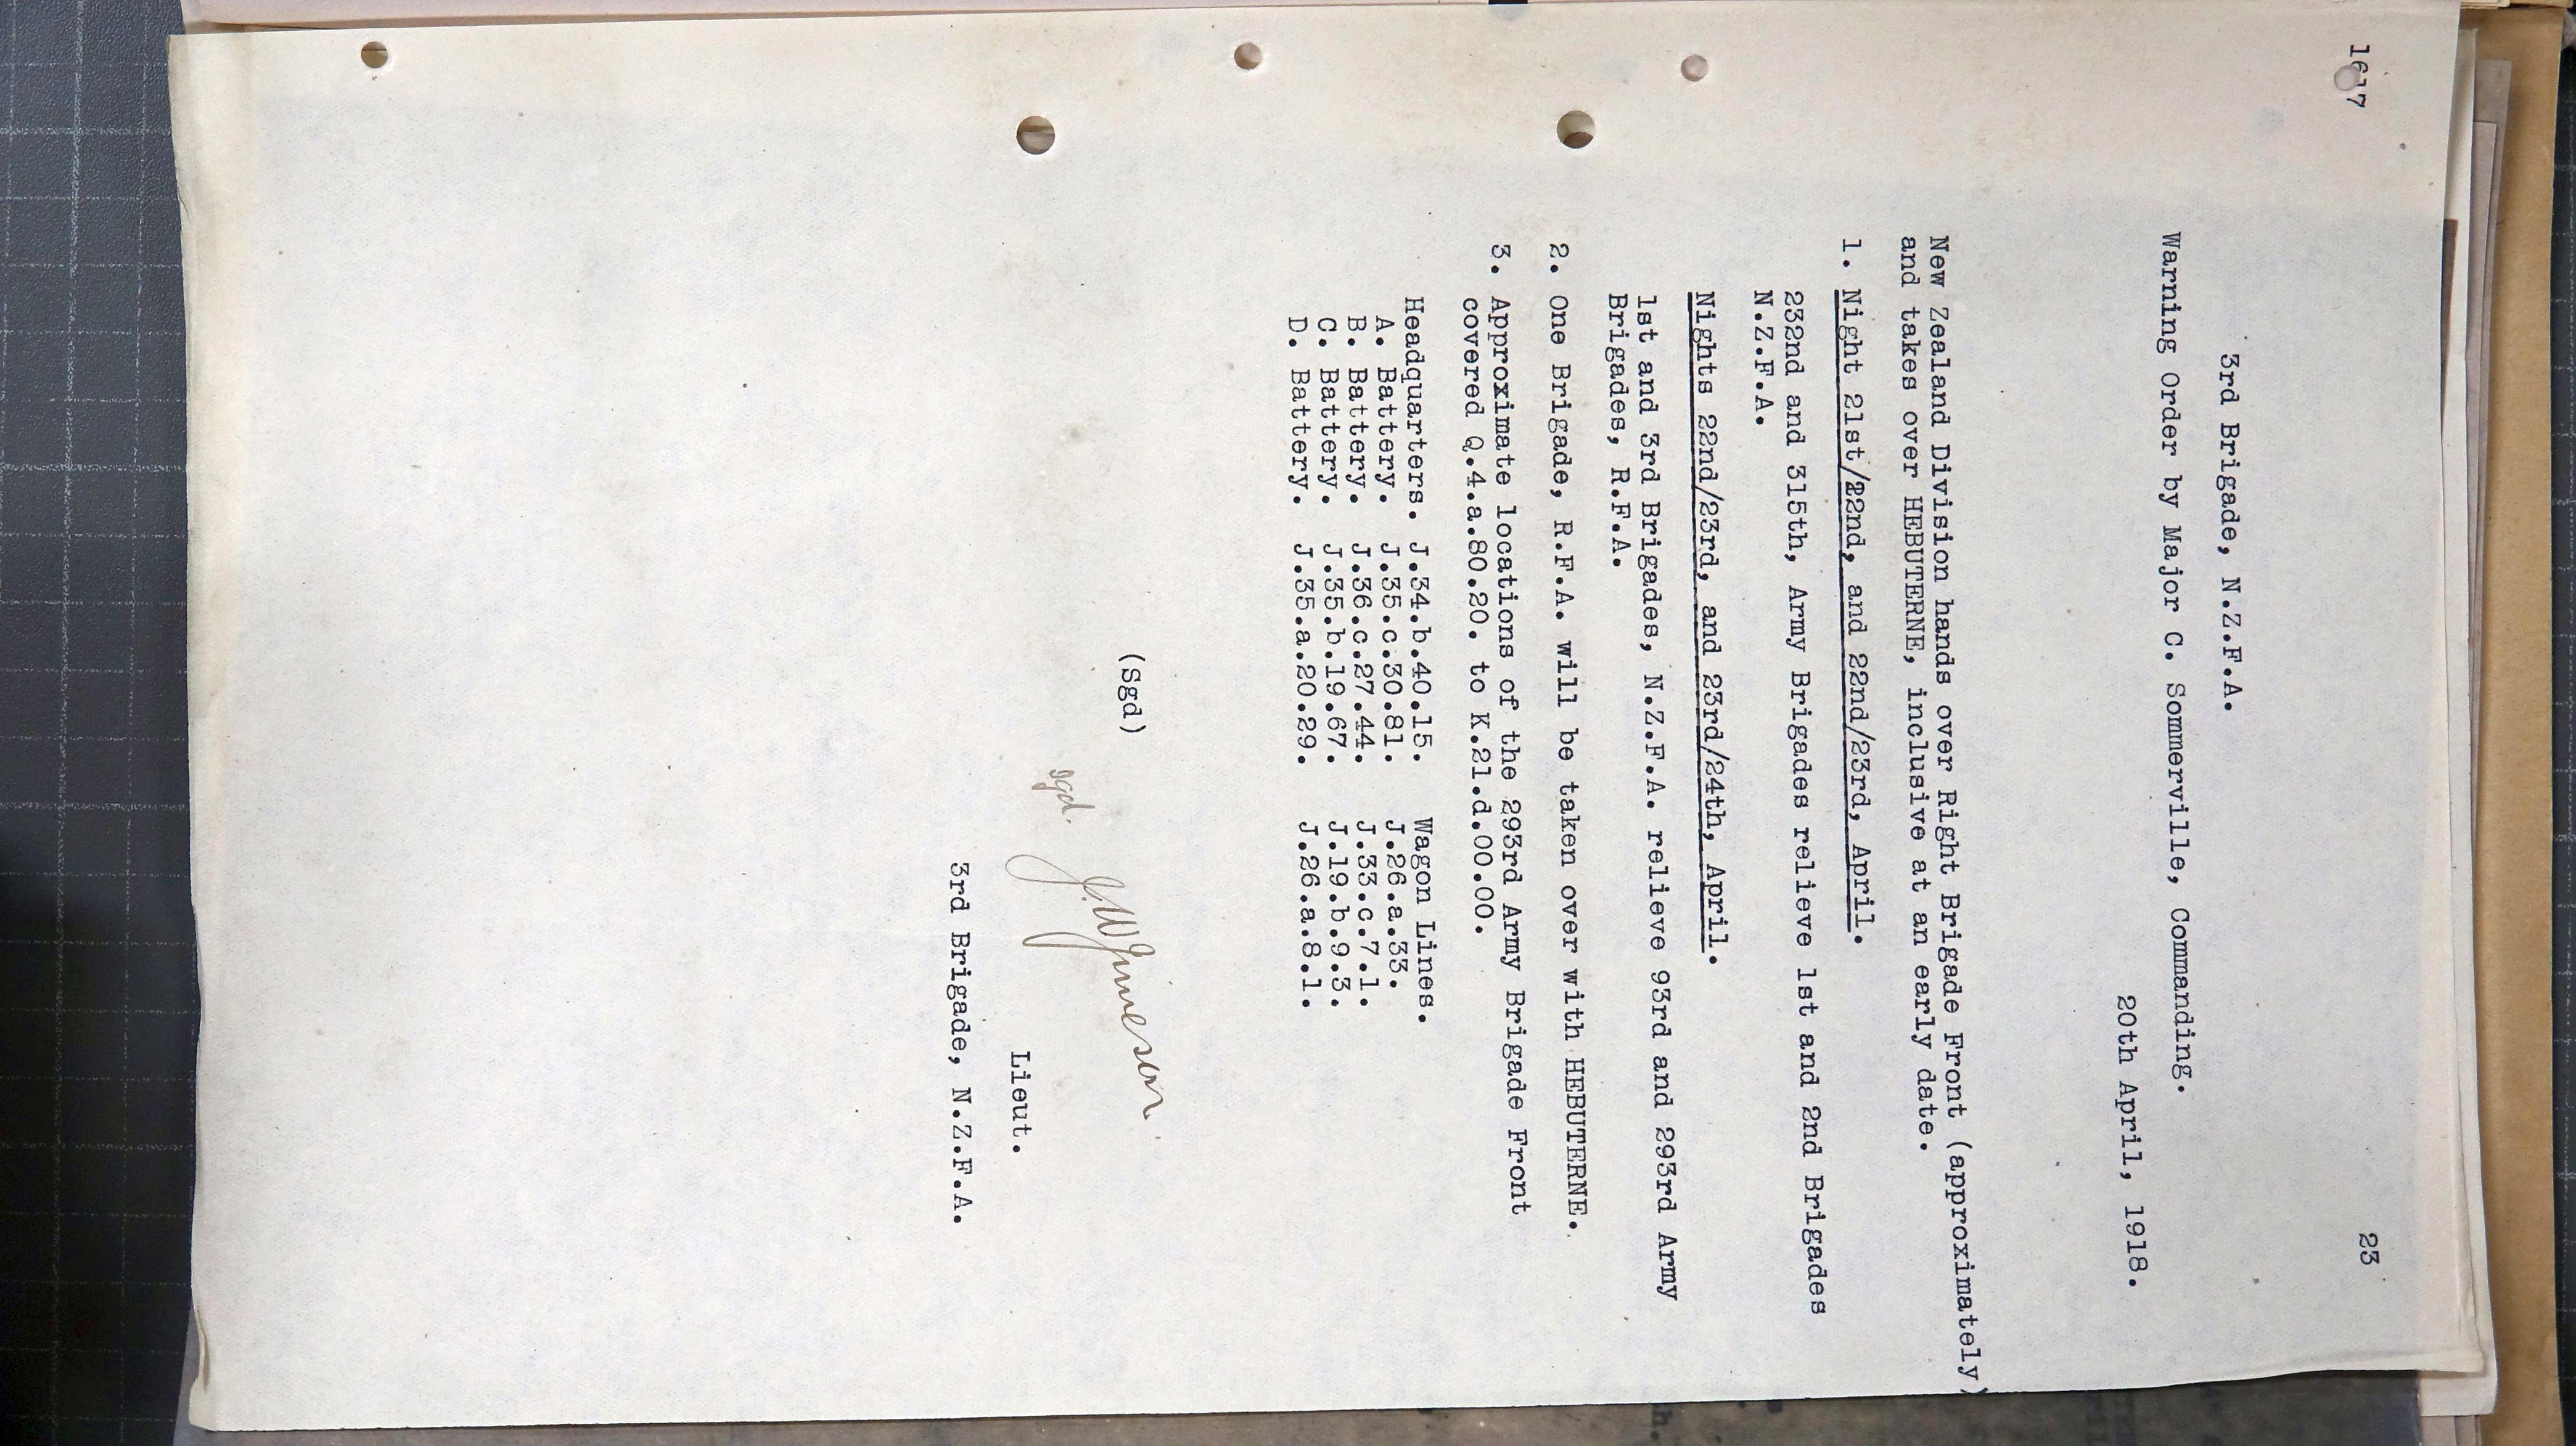 23
3rd Brigade, N.Z.F.A.
Warning Order by Major C. Sommerville, Commanding.
20th April, 1918.
New Zealand Division hands over Right Brigade Front (approximately)
and takes over HEBUTERNE, inclusive at an early date.
1. Night 21st/22nd, and 22nd/23rd, April.
232nd and 315th, Army Brigades relieve 1st and 2nd Brigades
N.Z.F.A.
Nights 22nd/23rd, and 23rd/24th, April.
1st and 3rd Brigades, N.Z.F.A. relieve 93rd and 293rd Army
Brigades, R.F.A.
2. One Brigade, R.F.A. will be taken over with HEBUTERNE.
3. Approximate locations of the 293rd Army Brigade Front
covered Q.4.a.80.20. to K.21.d.00.00.
Headquarters. J.34.b.40.15. Wagon Lines.
A. Battery. J.35.c.30.81. J.26.a.33.
B. Battery. J.36.c.27.44. J.33.c.7.1.
C. Battery. J.35.b.19.67. J.19.b.9.3.
D. Battery. J.35.a.20.29. J.26.a.8.1.
(Sgd)
sgd. J.W. Jimeson
Lieut.
3rd Brigade, N.Z.F.A.